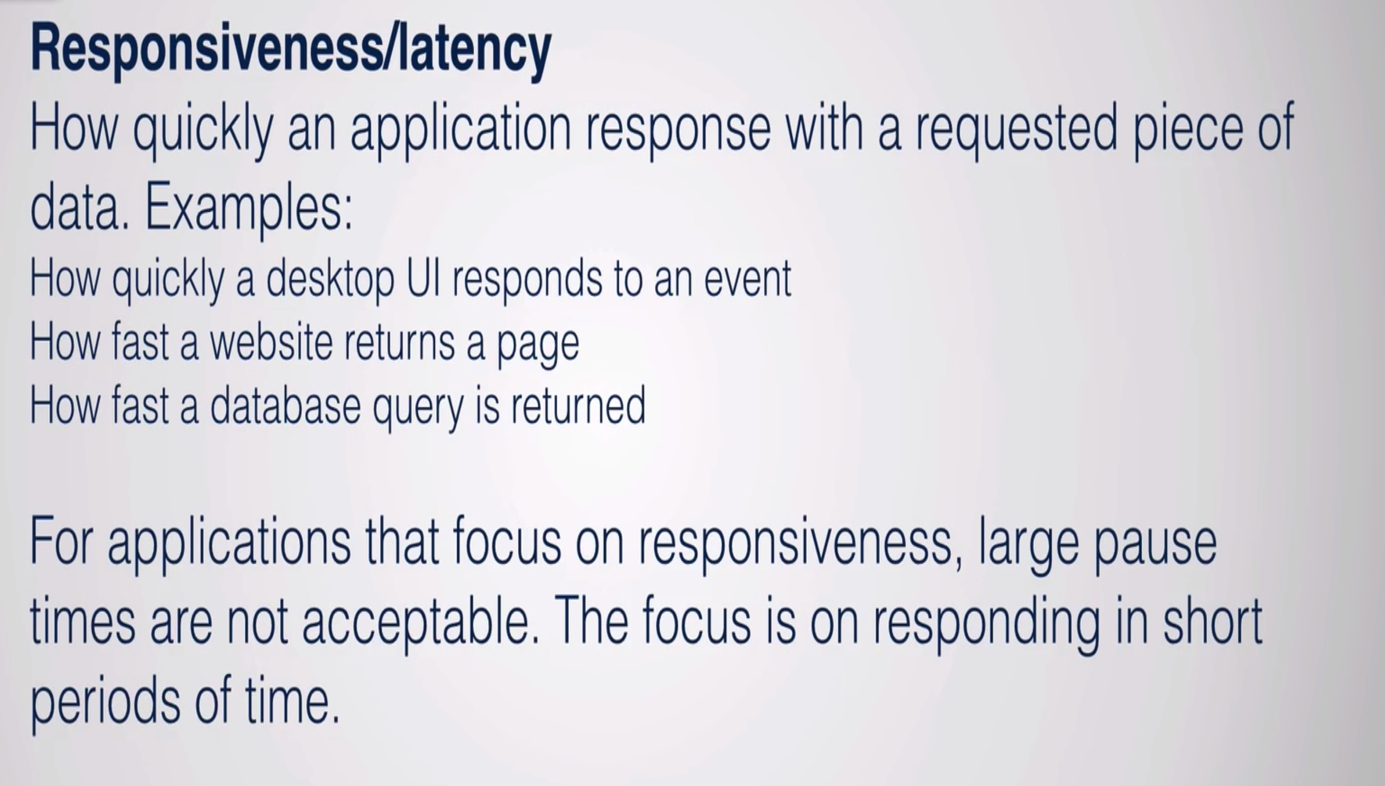 Responsiveness/latency
How quickly an application response with a requested piece of
data. Examples:
How quickly a desktop UI responds to an event
How fast a website returns a page
How fast a database query is returned
For applications that focus on responsiveness, large pause
times are not acceptable. The focus is on responding in short
periods of time.